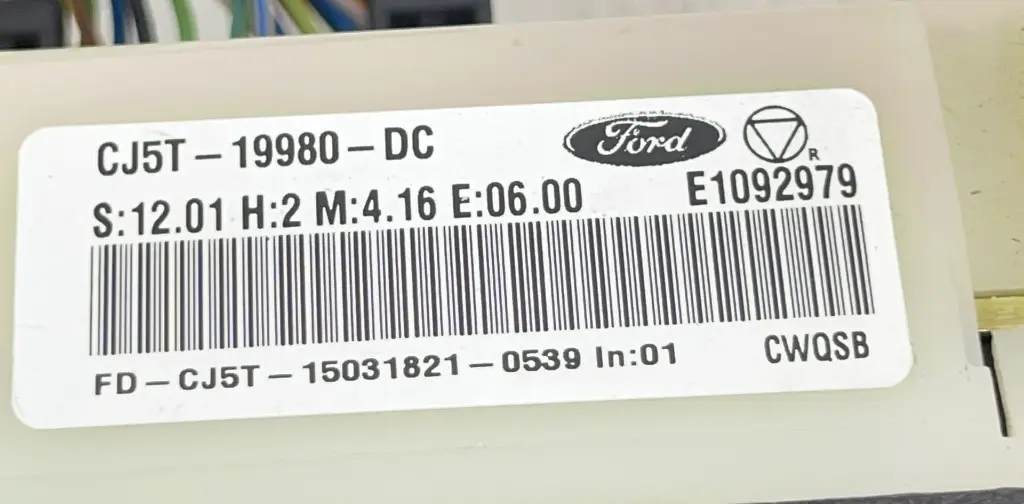 CJ5T-19980-DC
Ford
R
S:12.01 H:2 M:4.16 E:06.00
E1092979
FD-CJ5T-15031821-0539 In:01
CWQSB